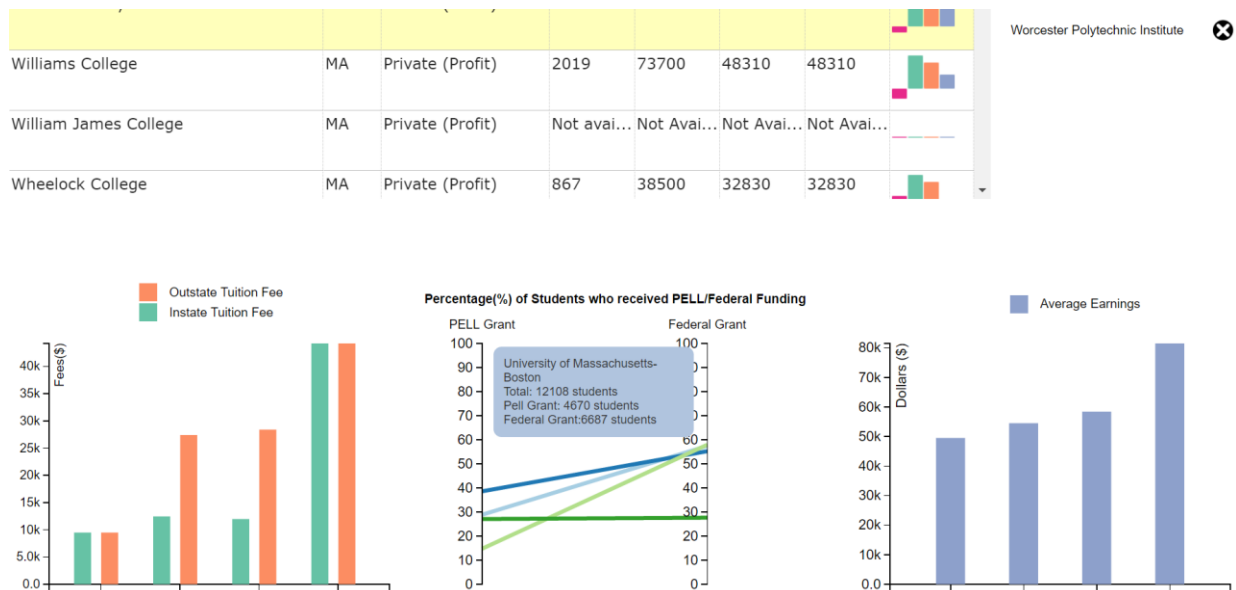 Worcester Polytechnic Institute
Williams College MA Private (Profit) 2019 73700 48310 48310
William James College MA Private (Profit) Not avai... Not Avai... Not Avai... Not Avai...
Wheelock College MA Private (Profit) 867 38500 32830 32830
Outstate Tuition Fee
Instate Tuition Fee
Fees($)
40k
35k
30k
25k
20k
15k
10k
5.0k
0.0
Percentage(%) of Students who received PELL/Federal Funding
PELL Grant Federal Grant
100
90
80
70
60
50
40
30
20
10
0
University of Massachusetts-
Boston
Total: 12108 students
Pell Grant: 4670 students
Federal Grant:6687 students
100
60
50
40
30
20
10
0
Average Earnings
Dollars ($)
80k
70k
60k
50k
40k
30k
20k
10k
0.0